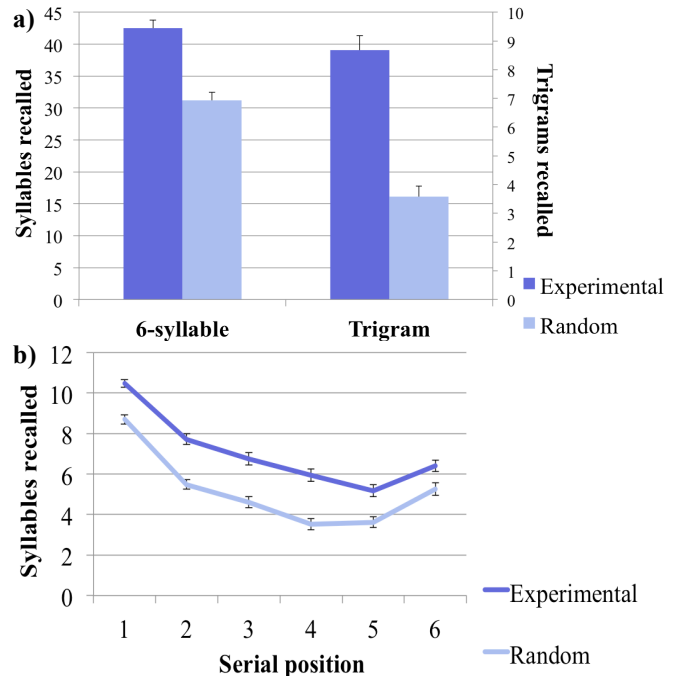 a)
Syllables recalled
45
40
35
30
25
20
15
10
5
0
10
9
8
7
6
5
4
3
2
1
0
Trigrams recalled
6-syllable
Trigram
Experimental
Random
b)
Syllables recalled
12
10
8
6
4
2
0
1 2 3 4 5 6
Serial position
Experimental
Random